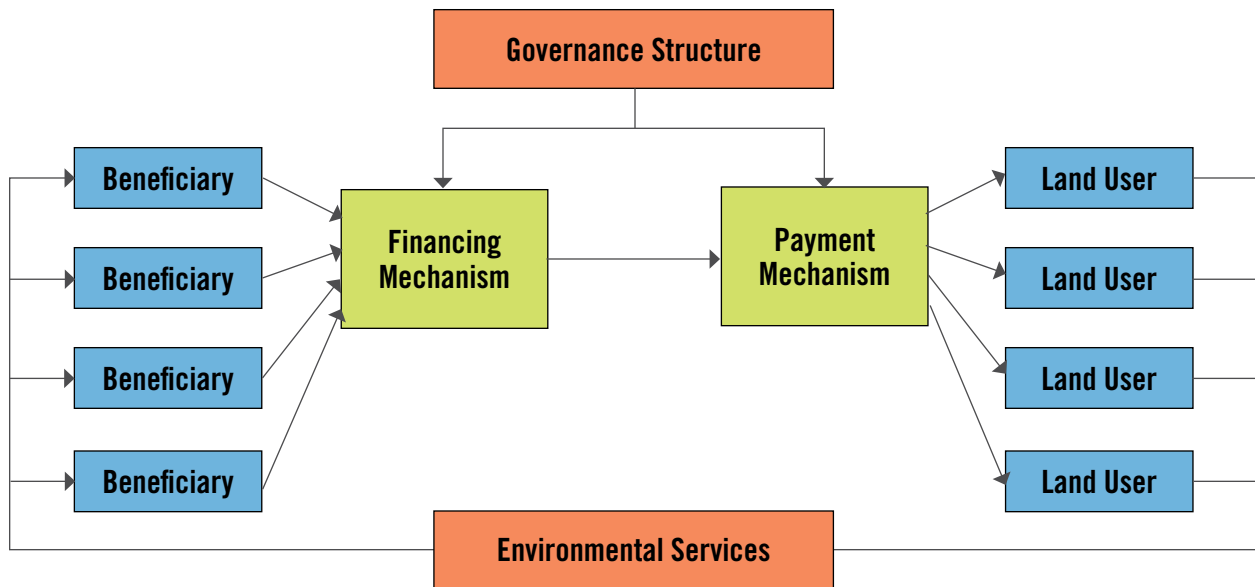 Governance Structure
Beneficiary
Beneficiary
Beneficiary
Beneficiary
Financing
Mechanism
Payment
Mechanism
Land User
Land User
Land User
Land User
Environmental Services